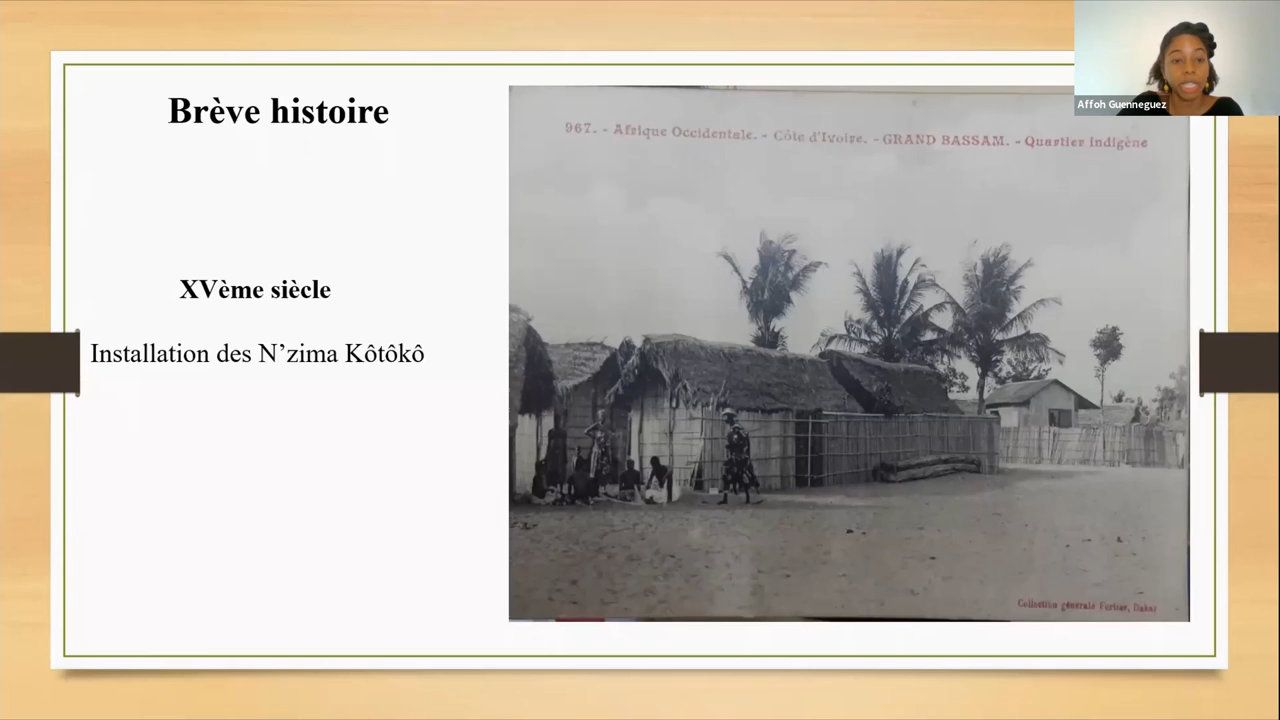 Brève histoire
XVème siècle
Installation des N’zima Kôtôkô
967. - Afrique Occidentale. - Côte d'Ivoire. - GRAND BASSAM. - Quartier indigène
Collection générale Fortier, Dakar
Affoh Guenneguez